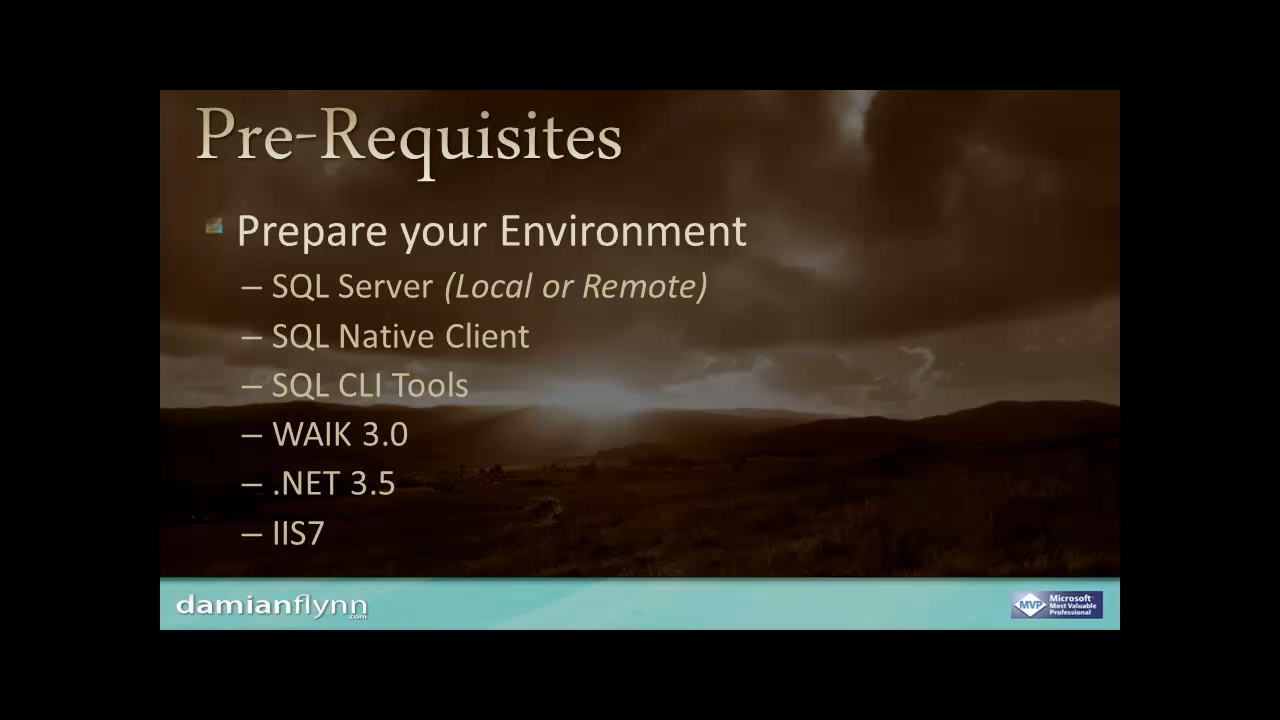 Pre-Requisites
Prepare your Environment
– SQL Server (Local or Remote)
– SQL Native Client
– SQL CLI Tools
– WAIK 3.0
– .NET 3.5
– IIS7
damianflynn
.com
MVP
Microsoft
Most Valuable
Professional